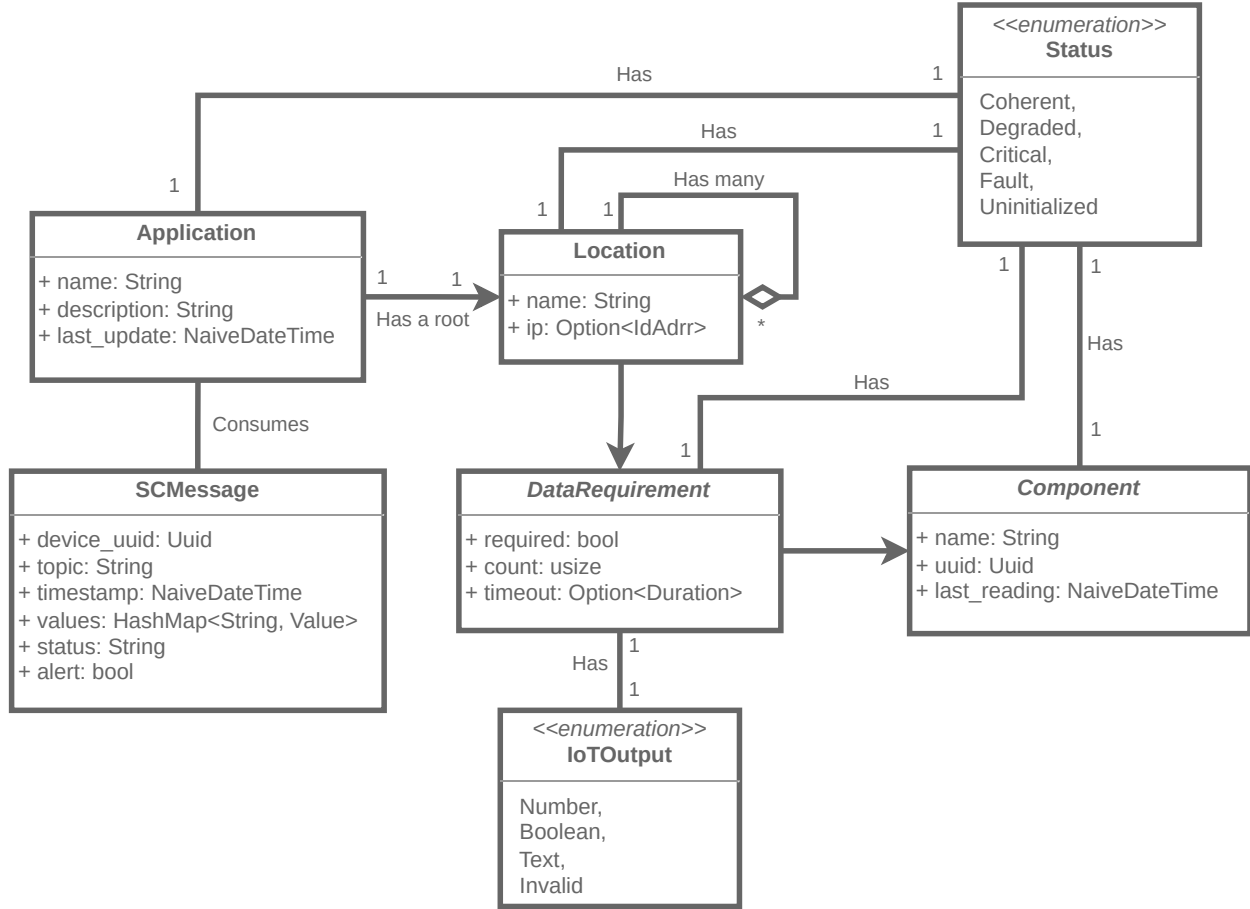 <<enumeration>>
Status
Coherent,
Degraded,
Critical,
Fault,
Uninitialized
Has
1
1
Has
1
1
Has many
1
*
Application
+ name: String
+ description: String
+ last_update: NaiveDateTime
1
1
Has a root
Location
+ name: String
+ ip: Option<IdAdrr>
1
Has
1
1
Has
1
Consumes
SCMessage
+ device_uuid: Uuid
+ topic: String
+ timestamp: NaiveDateTime
+ values: HashMap<String, Value>
+ status: String
+ alert: bool
DataRequirement
+ required: bool
+ count: usize
+ timeout: Option<Duration>
Component
+ name: String
+ uuid: Uuid
+ last_reading: NaiveDateTime
1
Has
1
<<enumeration>>
IoTOutput
Number,
Boolean,
Text,
Invalid